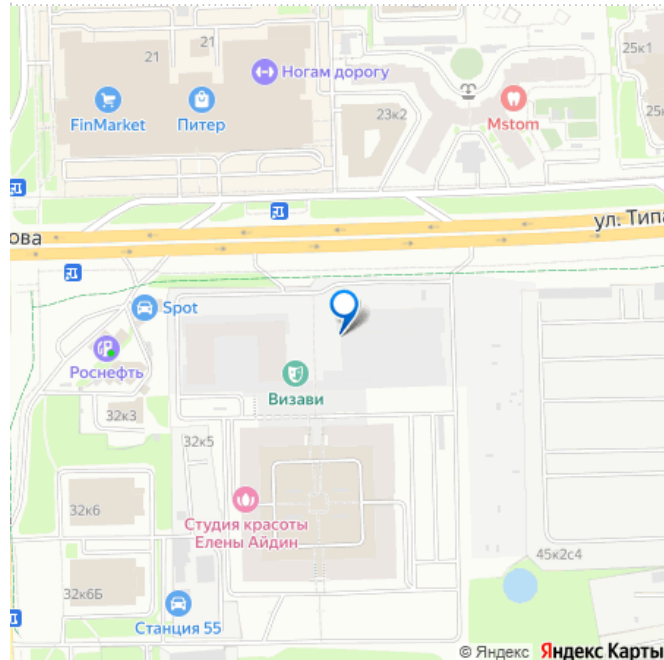 21
21
25к1
Ногам дорогу
FinMarket
Питер
23к2
Mstom
25к
ова
ул. Типа
Spot
Роснефть
Визави
32к3
32к5
Студия красоты
Елены Айдин
32к6
45к2с4
32к6Б
Станция 55
© Яндекс Яндекс Карты